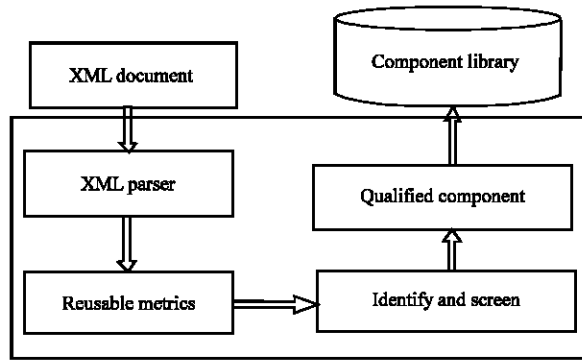 XML document
Component library
XML parser
Qualified component
Reusable metrics
Identify and screen